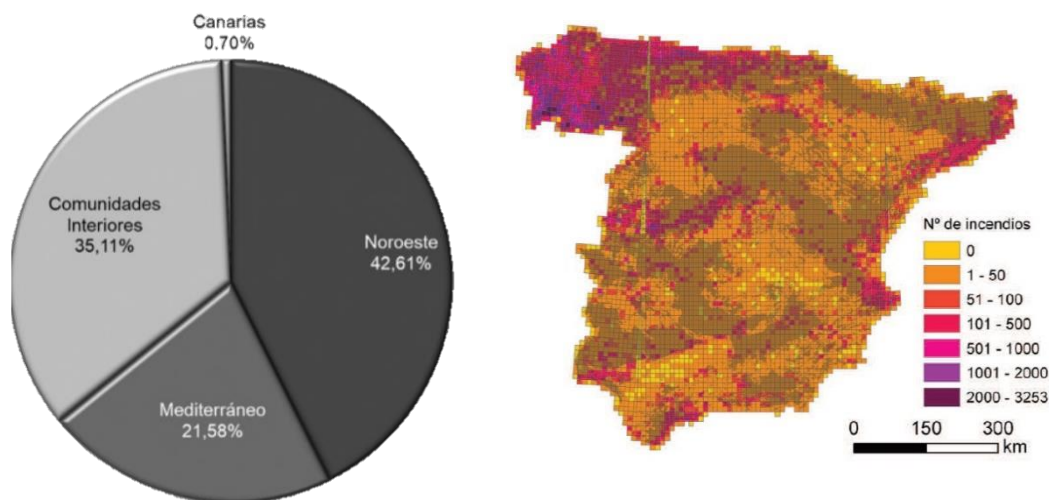 Canarias
0,70%
Comunidades
Interiores
35,11%
Noroeste
42,61%
Mediterráneo
21,58%
Nº de incendios
0
1 - 50
51 - 100
101 - 500
501 - 1000
1001 - 2000
2000 - 3253
0 150 300
km